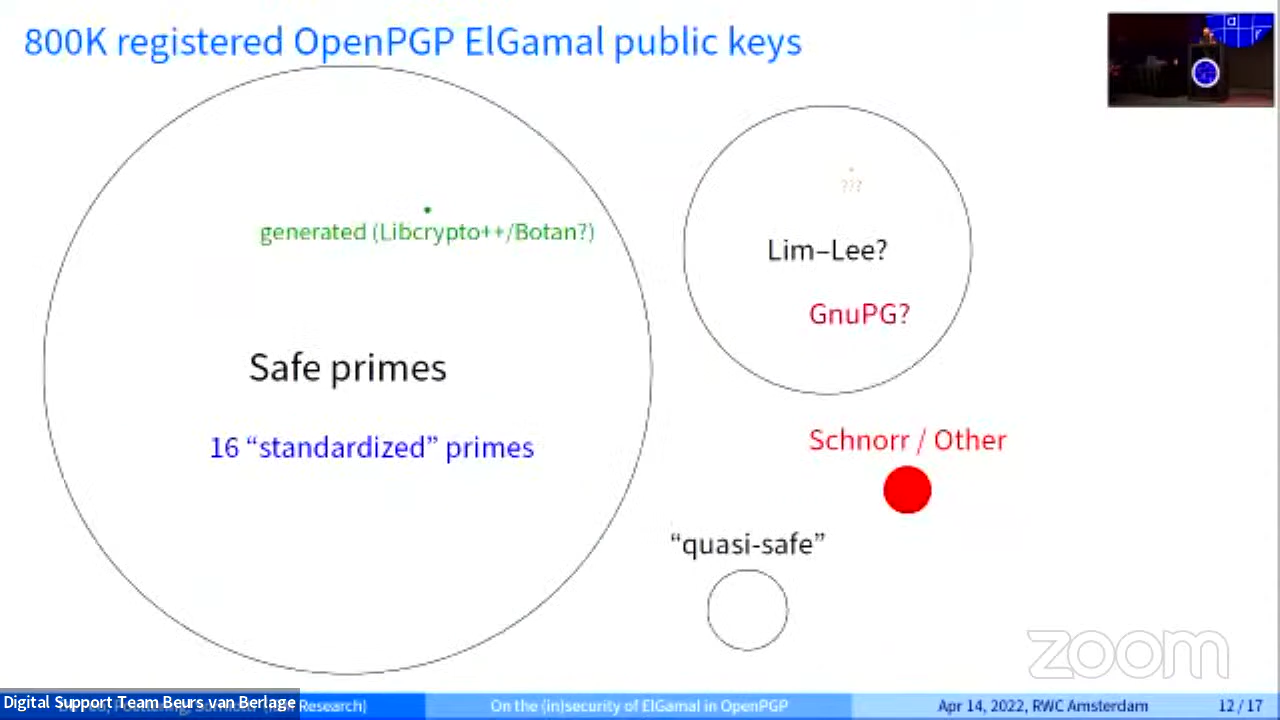 800K registered OpenPGP ElGamal public keys
???
generated (Libcrypto++/Botan?)
Lim–Lee?
GnuPG?
Safe primes
16 “standardized” primes
Schnorr / Other
“quasi-safe”
zoom
Digital Support Team Beurs van Berlage
Research)
On the (in)security of ElGamal in OpenPGP
Apr 14, 2022, RWC Amsterdam
12 / 17